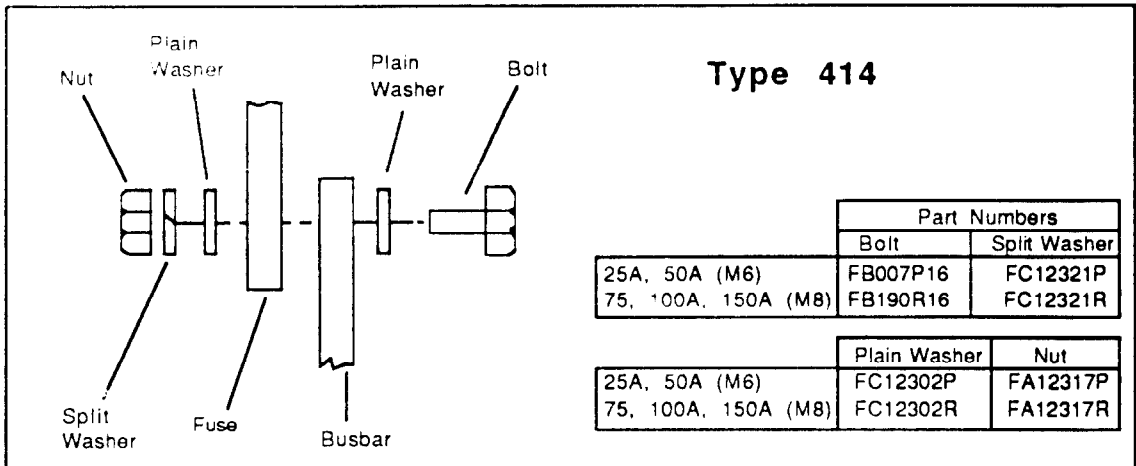 Plain
Washer
Nut
Plain
Washer
Bolt
Type 414
Split
Washer
Fuse
Busbar
Part Numbers
Bolt Split Washer
25A, 50A (M6) FB007P16 FC12321P
75, 100A, 150A (M8) FB190R16 FC12321R
Plain Washer Nut
25A, 50A (M6) FC12302P FA12317P
75, 100A, 150A (M8) FC12302R FA12317R